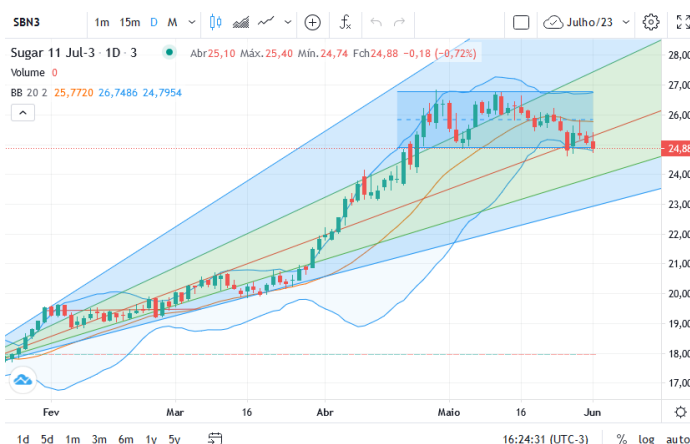 SBN3 1m 15m D M Julho/23
Sugar 11 Jul-3 · 1D · 3 Abr25,10 Máx.25,40 Mín.24,74 Fch24,88 −0,18 (−0,72%)
Volume 0
BB 20 2 25,7720 26,7486 24,7954
28,00
26,00
25,00
24,88
24,00
23,00
22,00
21,00
20,00
19,00
18,00
17,00
Fev Mar 16 Abr Maio 16 Jun
1d 5d 1m 3m 6m 1y 5y 16:24:31 (UTC-3) % log auto